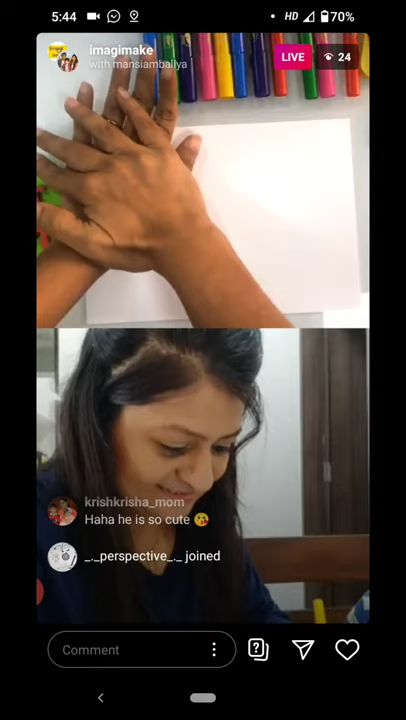 5:44
HD
70%
imagimake
with mansiambaliya
LIVE
24
krishkrisha_mom
Haha he is so cute 😘
_._perspective_._ joined
Comment